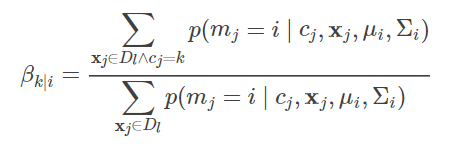 β_{k|i} = \frac{\sum_{\mathbf{x}_j \in D_l \wedge c_j = k} p(m_j = i \mid c_j, \mathbf{x}_j, \mu_i, \Sigma_i)}{\sum_{\mathbf{x}_j \in D_l} p(m_j = i \mid c_j, \mathbf{x}_j, \mu_i, \Sigma_i)}